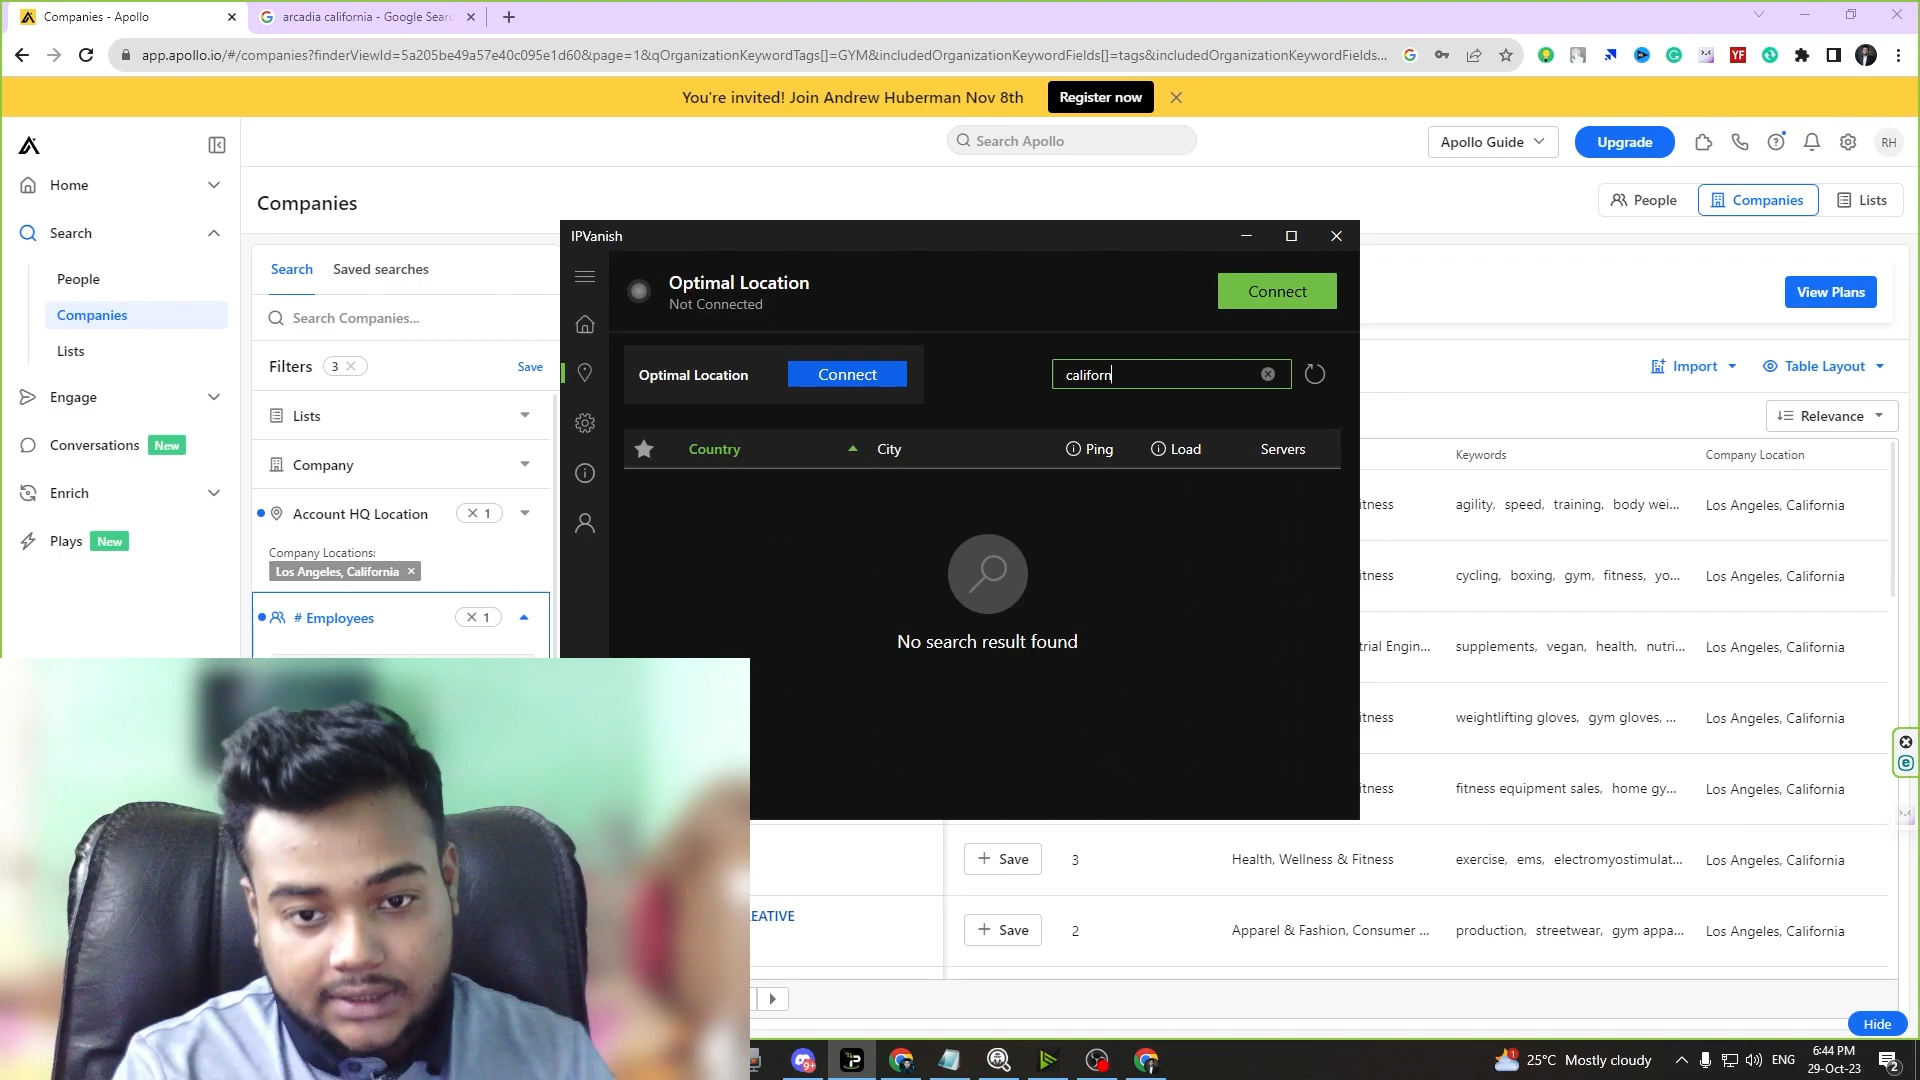 Companies - Apollo
arcadia california - Google Sear
app.apollo.io/#/companies?finderViewId=5a205be49a57e40c095e1d60&page=1&qOrganizationKeywordTags[]=GYM&includedOrganizationKeywordFields[]=tags&includedOrganizationKeywordFields...
You're invited! Join Andrew Huberman Nov 8th
Register now
Search Apollo
Apollo Guide
Upgrade
RH
Home
Search
People
Companies
Lists
Engage
Conversations New
Enrich
Plays New
Companies
People
Companies
Lists
Search
Saved searches
Search Companies...
Filters 3
Save
Lists
Company
Account HQ Location 1
Company Locations:
Los Angeles, California
# Employees 1
IPVanish
Optimal Location
Not Connected
Connect
Optimal Location
Connect
californ
Country
City
Ping
Load
Servers
No search result found
View Plans
Import
Table Layout
Relevance
Keywords
Company Location
itness
agility, speed, training, body wei...
Los Angeles, California
itness
cycling, boxing, gym, fitness, yo...
Los Angeles, California
trial Engin...
supplements, vegan, health, nutri...
Los Angeles, California
itness
weightlifting gloves, gym gloves, ...
Los Angeles, California
itness
fitness equipment sales, home gy...
Los Angeles, California
Save
3
Health, Wellness & Fitness
exercise, ems, electromyostimulat...
Los Angeles, California
EATIVE
Save
2
Apparel & Fashion, Consumer ...
production, streetwear, gym appa...
Los Angeles, California
Hide
25°C Mostly cloudy
ENG
6:44 PM
29-Oct-23
2